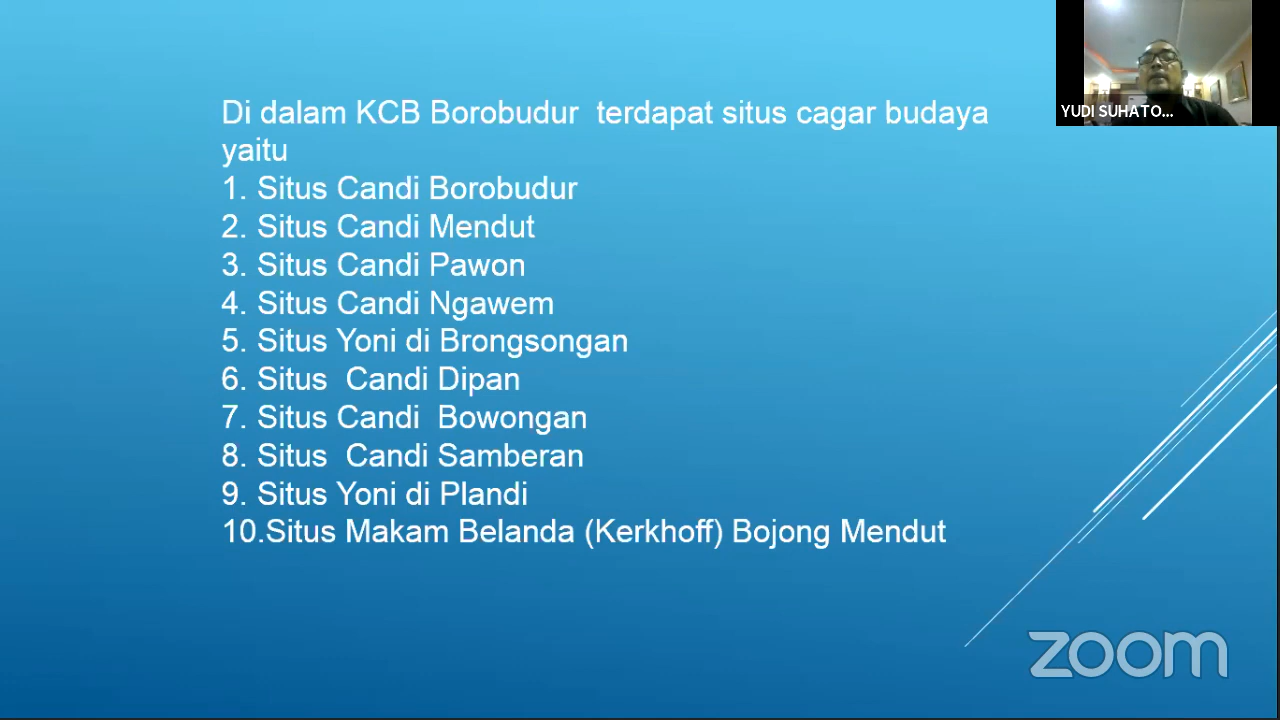 Di dalam KCB Borobudur  terdapat situs cagar budaya
yaitu
1. Situs Candi Borobudur
2. Situs Candi Mendut
3. Situs Candi Pawon
4. Situs Candi Ngawem
5. Situs Yoni di Brongsongan
6. Situs  Candi Dipan
7. Situs Candi  Bowongan
8. Situs  Candi Samberan
9. Situs Yoni di Plandi
10.Situs Makam Belanda (Kerkhoff) Bojong Mendut
YUDI SUHATO...
zoom